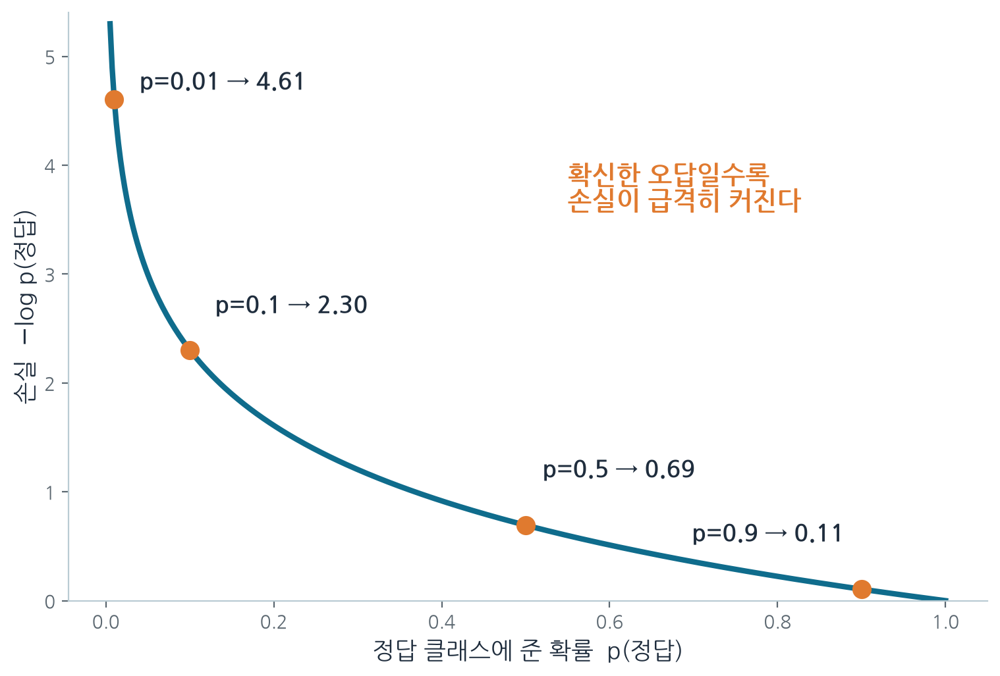 5
p=0.01 → 4.61
4
확신한 오답일수록
손실이 급격히 커진다
3
p=0.1 → 2.30
손실  −log p(정답)
2
1
p=0.5 → 0.69
p=0.9 → 0.11
0
0.0 0.2 0.4 0.6 0.8 1.0
정답 클래스에 준 확률  p(정답)